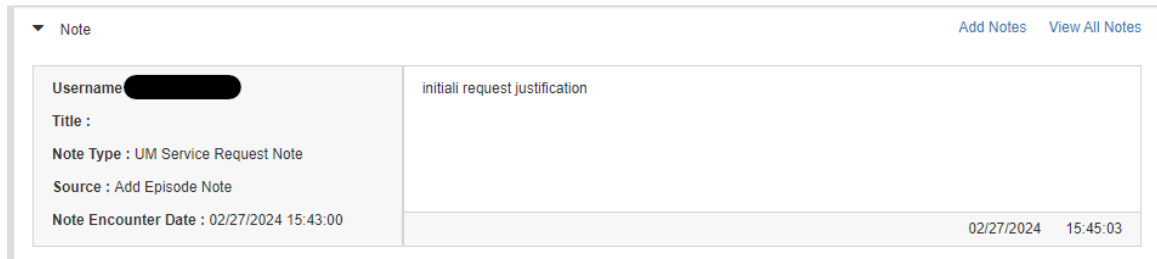 Note
Add Notes View All Notes
Username
initiali request justification
Title :
Note Type : UM Service Request Note
Source : Add Episode Note
Note Encounter Date : 02/27/2024 15:43:00
02/27/2024 15:45:03